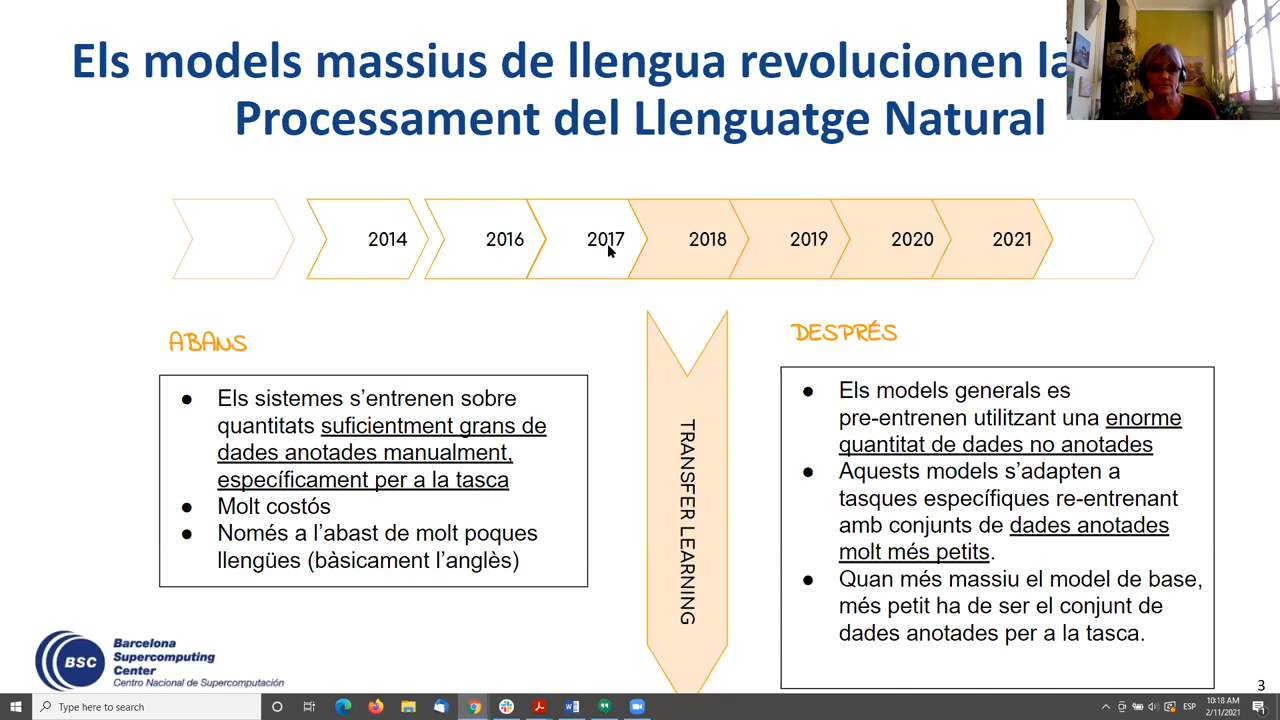 Els models massius de llengua revolucionen la
Processament del Llenguatge Natural
2014
2016
2017
2018
2019
2020
2021
ABANS
● Els sistemes s’entrenen sobre
quantitats suficientment grans de
dades anotades manualment,
específicament per a la tasca
● Molt costós
● Només a l’abast de molt poques
llengües (bàsicament l’anglès)
TRANSFER LEARNING
DESPRÉS
● Els models generals es
pre-entrenen utilitzant una enorme
quantitat de dades no anotades
● Aquests models s’adapten a
tasques específiques re-entrenant
amb conjunts de dades anotades
molt més petits.
● Quan més massiu el model de base,
més petit ha de ser el conjunt de
dades anotades per a la tasca.
BSC
Barcelona
Supercomputing
Center
Centro Nacional de Supercomputación
3
Type here to search
ESP
10:18 AM
2/11/2021